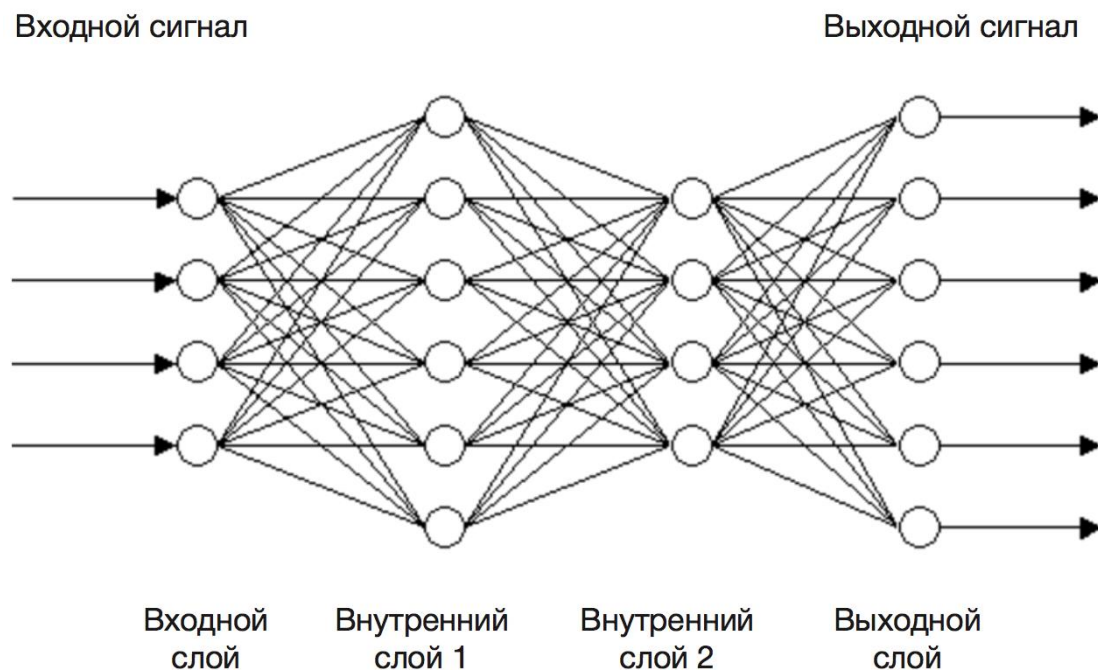 Входной сигнал
Выходной сигнал
Входной
слой
Внутренний
слой 1
Внутренний
слой 2
Выходной
слой